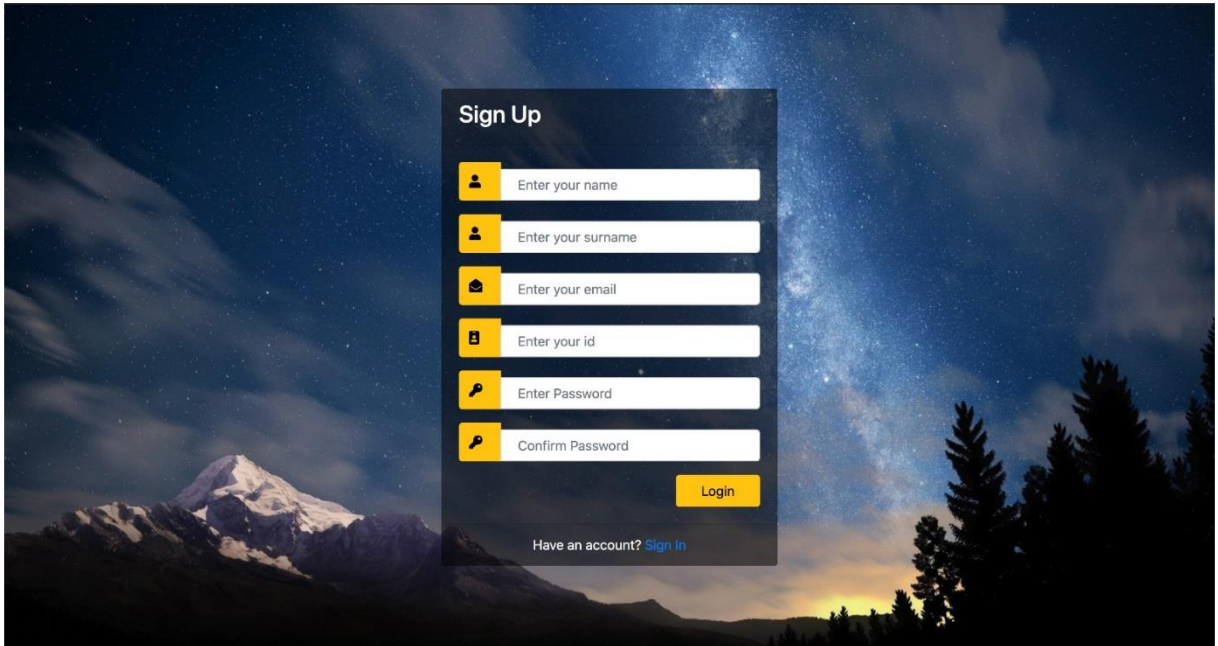 Sign Up
Enter your name
Enter your surname
Enter your email
Enter your id
Enter Password
Confirm Password
Login
Have an account? Sign In